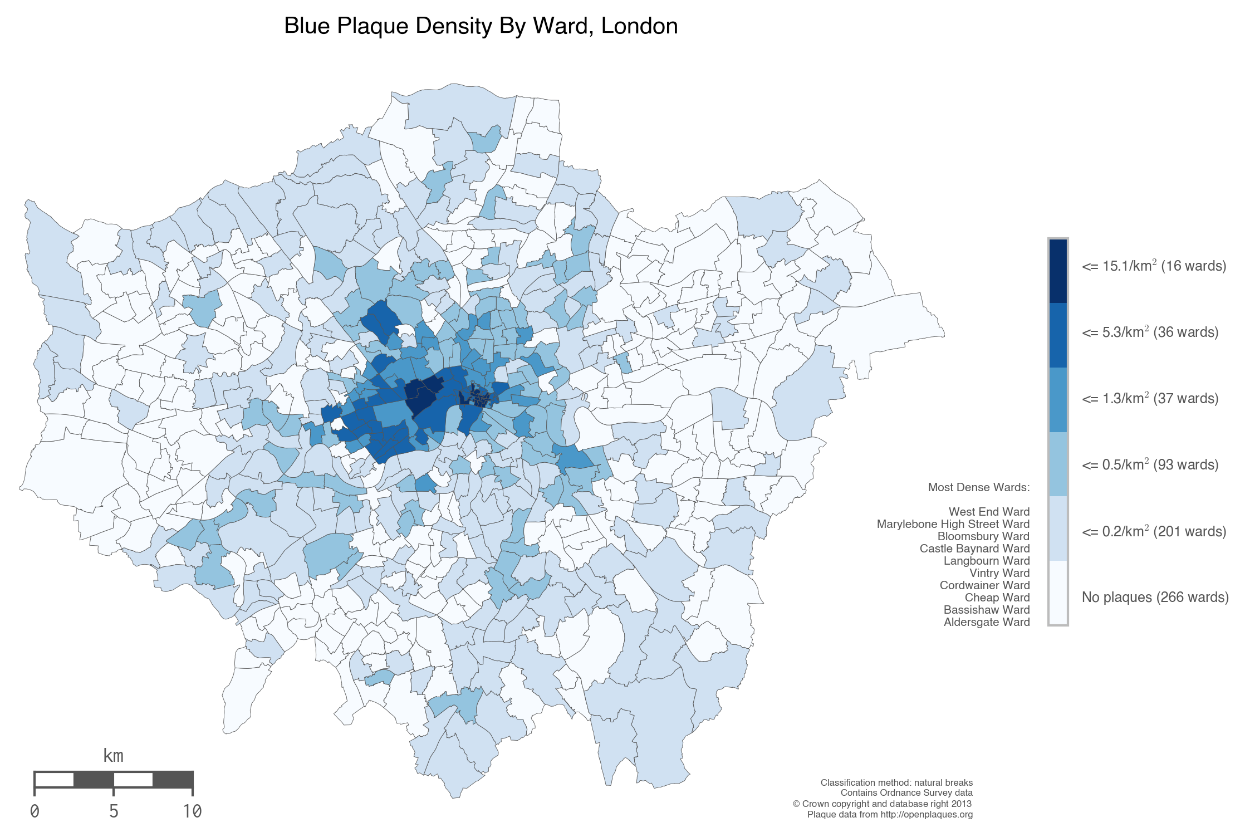 Blue Plaque Density By Ward, London
<= 15.1/km² (16 wards)
<= 5.3/km² (36 wards)
<= 1.3/km² (37 wards)
<= 0.5/km² (93 wards)
<= 0.2/km² (201 wards)
No plaques (266 wards)
Most Dense Wards:
West End Ward
Marylebone High Street Ward
Bloomsbury Ward
Castle Baynard Ward
Langbourn Ward
Vintry Ward
Cordwainer Ward
Cheap Ward
Bassishaw Ward
Aldersgate Ward
km
0 5 10
Classification method: natural breaks
Contains Ordnance Survey data
© Crown copyright and database right 2013
Plaque data from http://openplaques.org